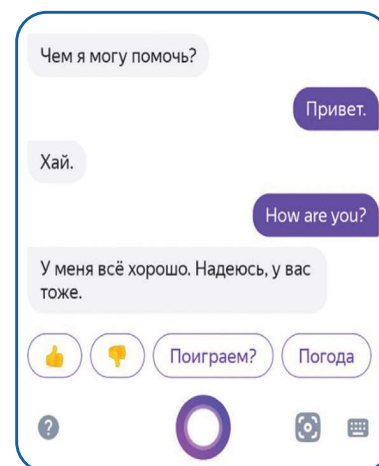 Чем я могу помочь?
Привет.
Хай.
How are you?
У меня всё хорошо. Надеюсь, у вас
тоже.
Поиграем?
Погода
?